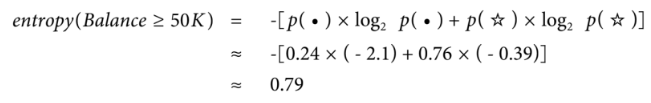 entropy(Balance ≥ 50K) = -[p( • ) × log₂ p( • ) + p( ☆ ) × log₂ p( ☆ )]
≈ -[0.24 × ( - 2.1) + 0.76 × ( - 0.39)]
≈ 0.79